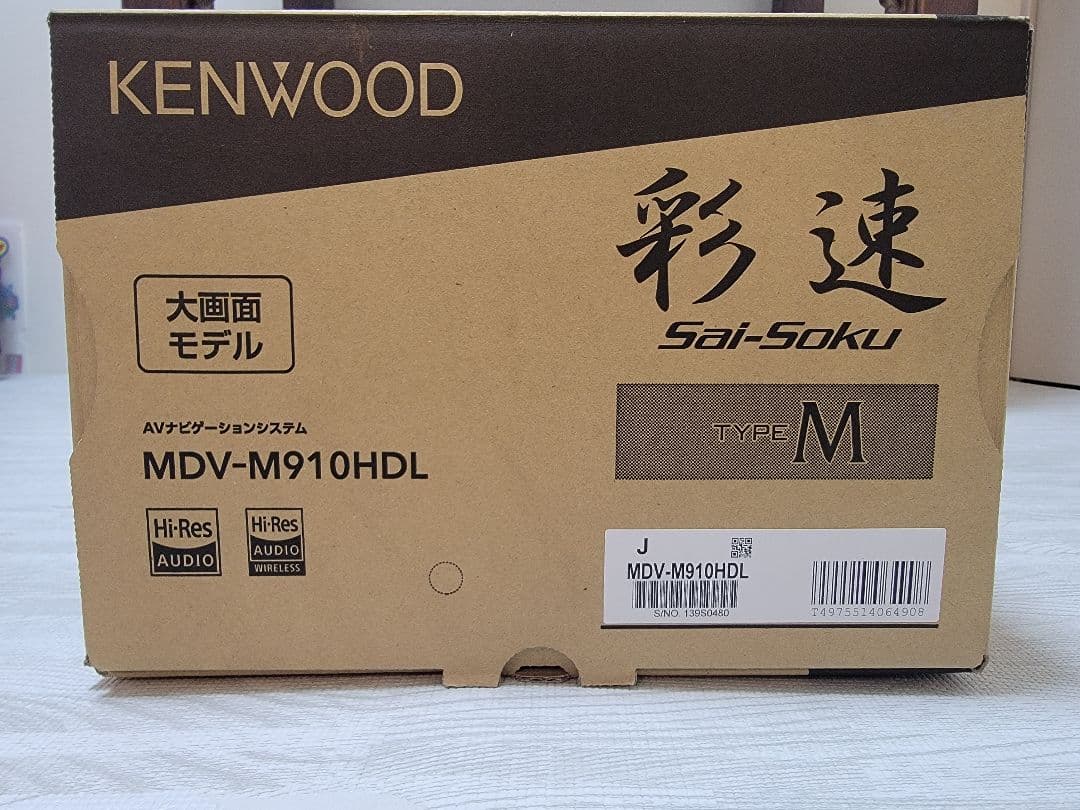 KENWOOD
彩速
Sai-Soku
大画面
モデル
TYPE M
AVナビゲーションシステム
MDV-M910HDL
Hi-Res
AUDIO
Hi-Res
AUDIO
WIRELESS
J
MDV-M910HDL
S/NO. 139S0480
T4975514064908